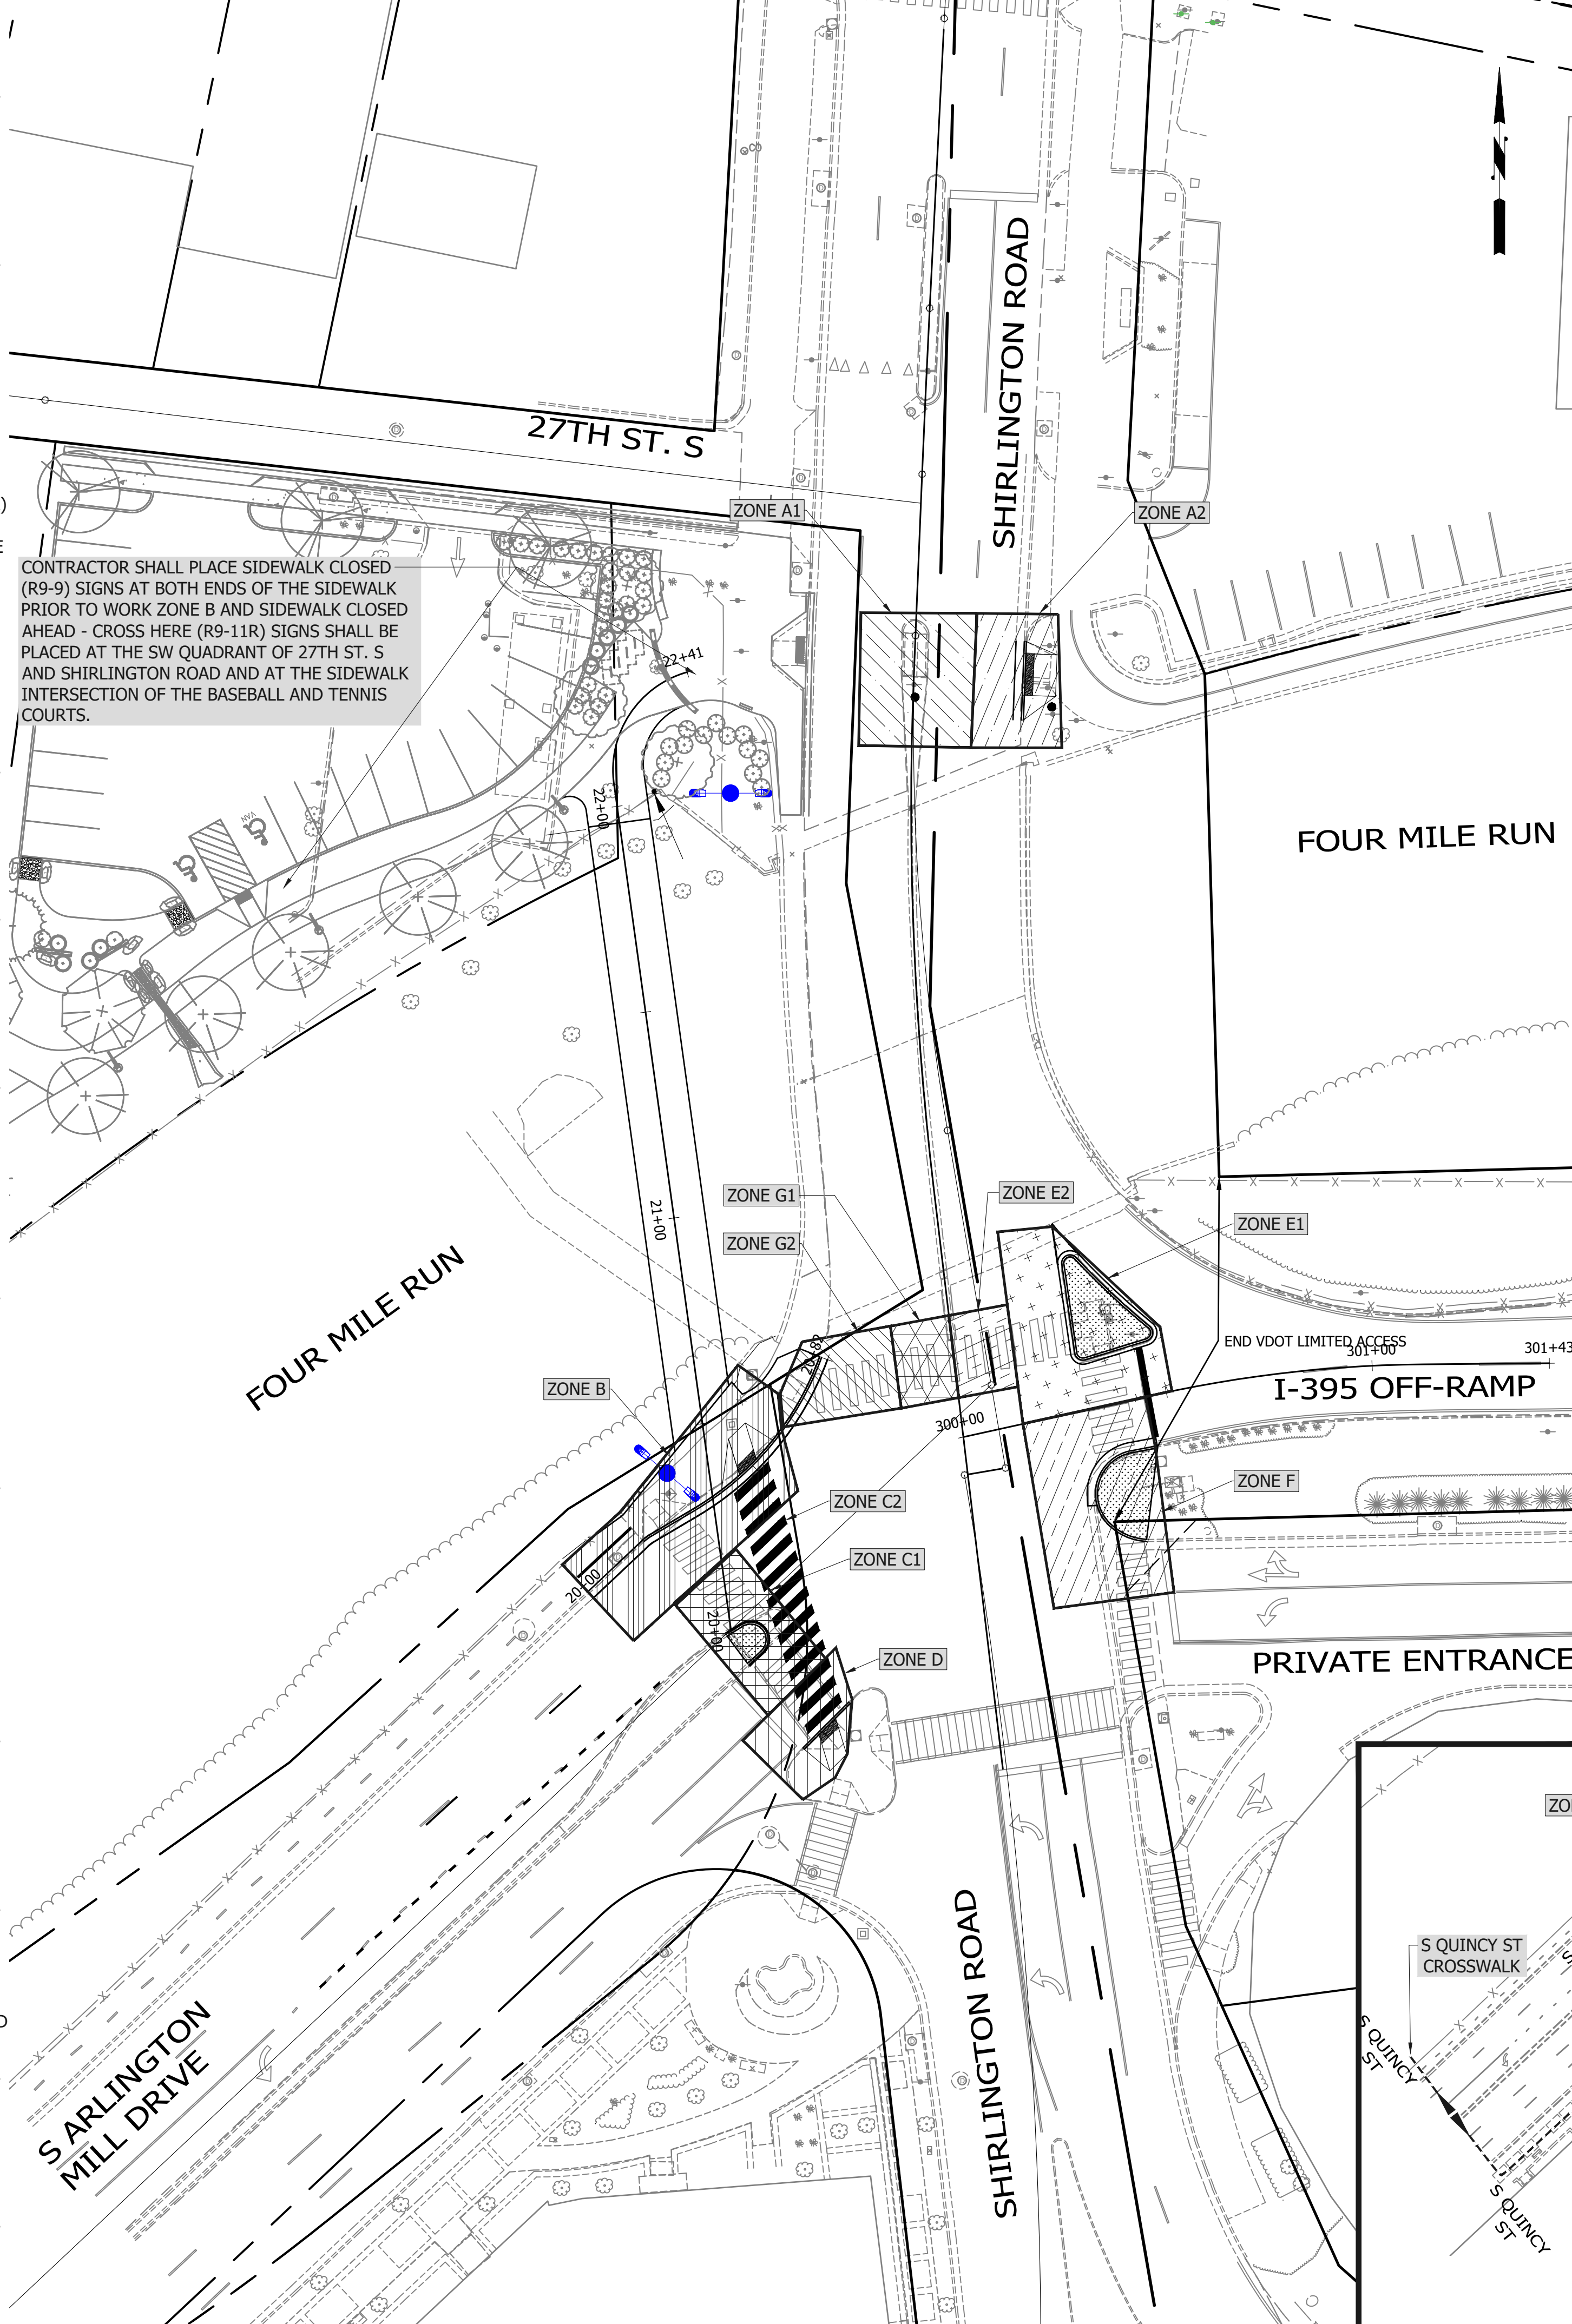 N
27TH ST. S
SHIRLINGTON ROAD
ZONE A1
ZONE A2
CONTRACTOR SHALL PLACE SIDEWALK CLOSED
(R9-9) SIGNS AT BOTH ENDS OF THE SIDEWALK
PRIOR TO WORK ZONE B AND SIDEWALK CLOSED
AHEAD - CROSS HERE (R9-11R) SIGNS SHALL BE
PLACED AT THE SW QUADRANT OF 27TH ST. S
AND SHIRLINGTON ROAD AND AT THE SIDEWALK
INTERSECTION OF THE BASEBALL AND TENNIS
COURTS.
22+41
22+00
VAN
FOUR MILE RUN
21+00
ZONE G1
ZONE E2
ZONE E1
ZONE G2
FOUR MILE RUN
END VDOT LIMITED ACCESS
301+00
301+43
20+82
I-395 OFF-RAMP
ZONE B
300+00
ZONE F
ZONE C2
ZONE C1
20+00
20+00
ZONE D
PRIVATE ENTRANCE
SHIRLINGTON ROAD
S ARLINGTON
MILL DRIVE
ZO
S QUINCY ST
CROSSWALK
S QUINCY
ST
S QUINCY
ST